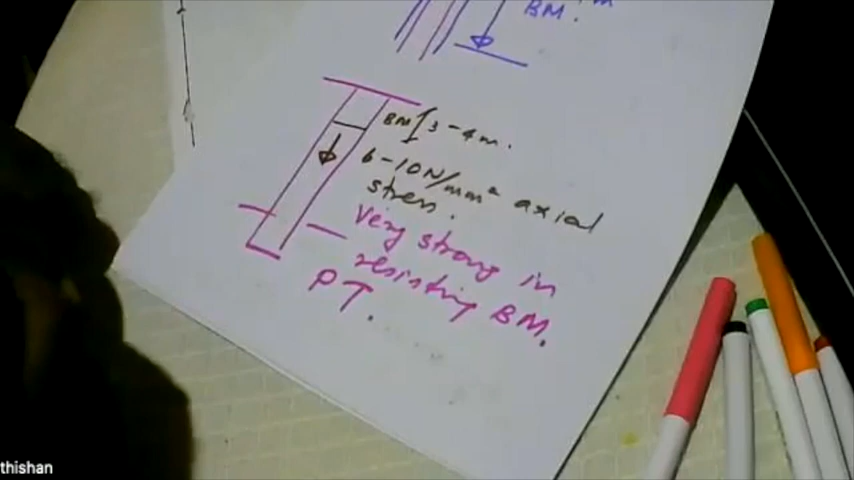 m
BM.
BM 3-4m.
6-10N/mm² axial
stress.
Very strong in
resisting BM.
PT.
thishan